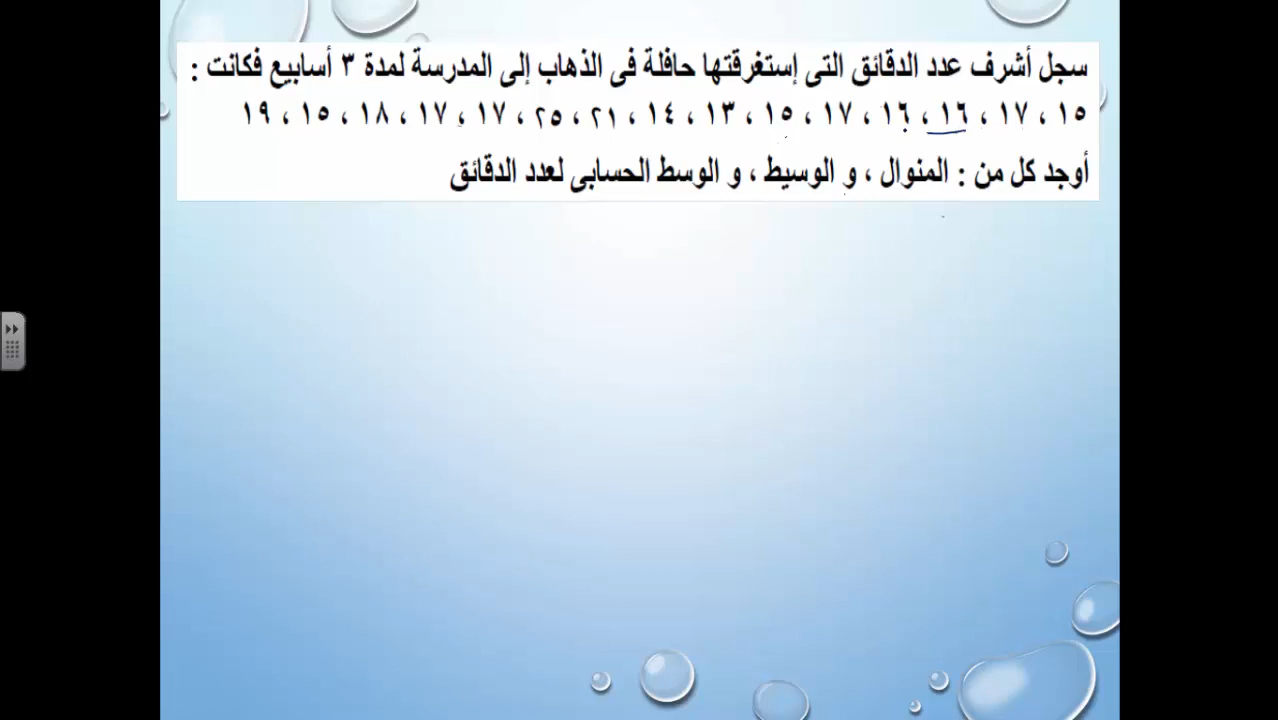 سجل أشرف عدد الدقائق التى إستغرقتها حافلة فى الذهاب إلى المدرسة لمدة ٣ أسابيع فكانت :
١٥ ، ١٧ ، ١٦ ، ١٦ ، ١٧ ، ١٥ ، ١٣ ، ١٤ ، ٢١ ، ٢٥ ، ١٧ ، ١٧ ، ١٨ ، ١٥ ، ١٩
أوجد كل من : المنوال ، و الوسيط ، و الوسط الحسابى لعدد الدقائق